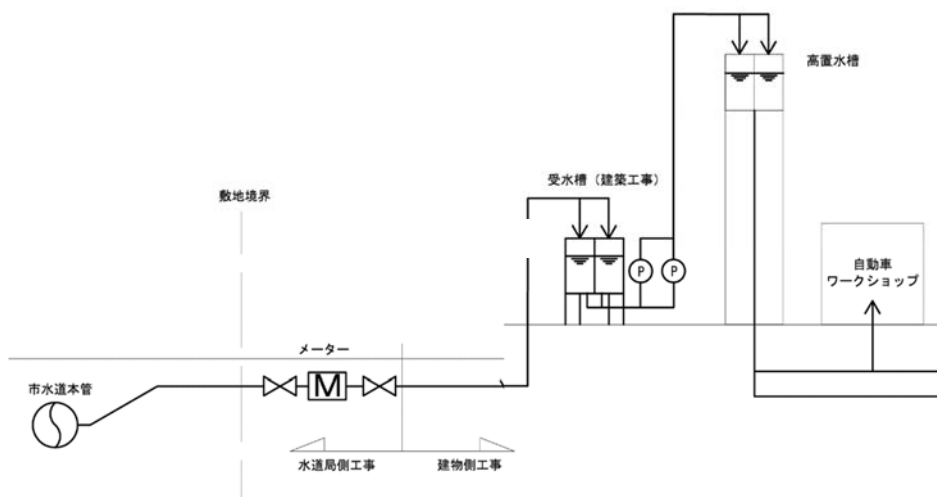 高置水槽
受水槽（建築工事）
敷地境界
P
P
自動車
ワークショップ
メーター
市水道本管
M
水道局側工事
建物側工事